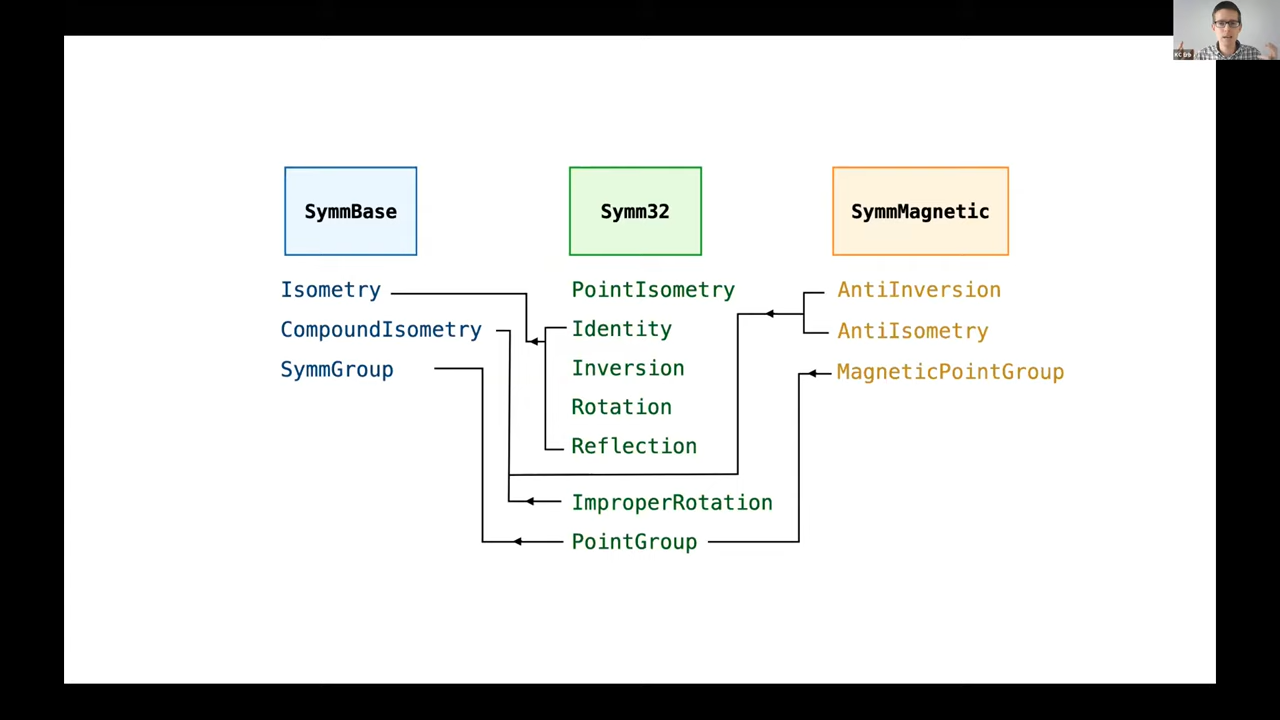 SymmBase
Symm32
SymmMagnetic
Isometry
CompoundIsometry
SymmGroup
PointIsometry
Identity
Inversion
Rotation
Reflection
ImproperRotation
PointGroup
AntiInversion
AntiIsometry
MagneticPointGroup